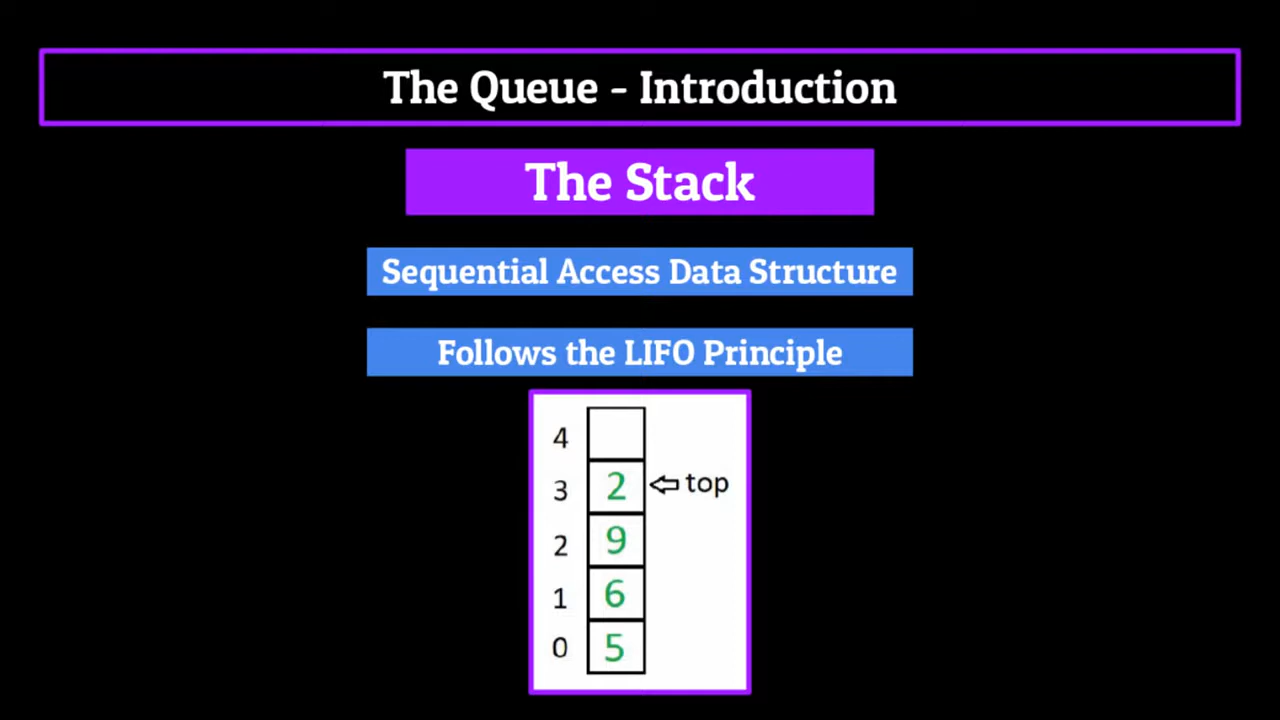 The Queue - Introduction
The Stack
Sequential Access Data Structure
Follows the LIFO Principle
4
3 2 top
2 9
1 6
0 5